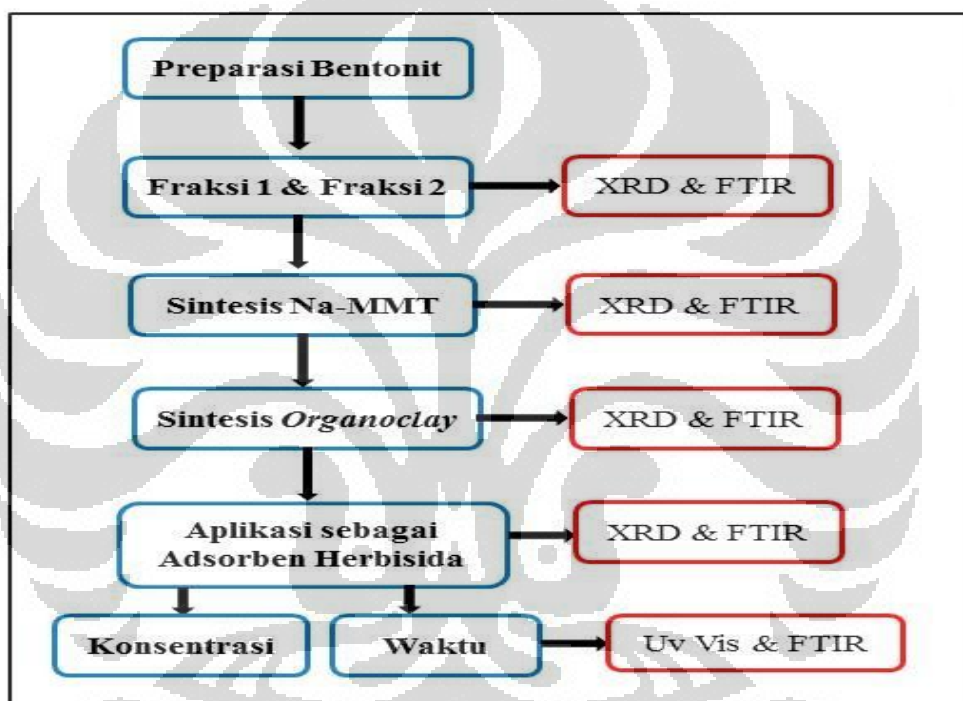 Preparasi Bentonit
Fraksi 1 & Fraksi 2
XRD & FTIR
Sintesis Na-MMT
XRD & FTIR
Sintesis Organoclay
XRD & FTIR
Aplikasi sebagai
Adsorben Herbisida
XRD & FTIR
Konsentrasi
Waktu
Uv Vis & FTIR